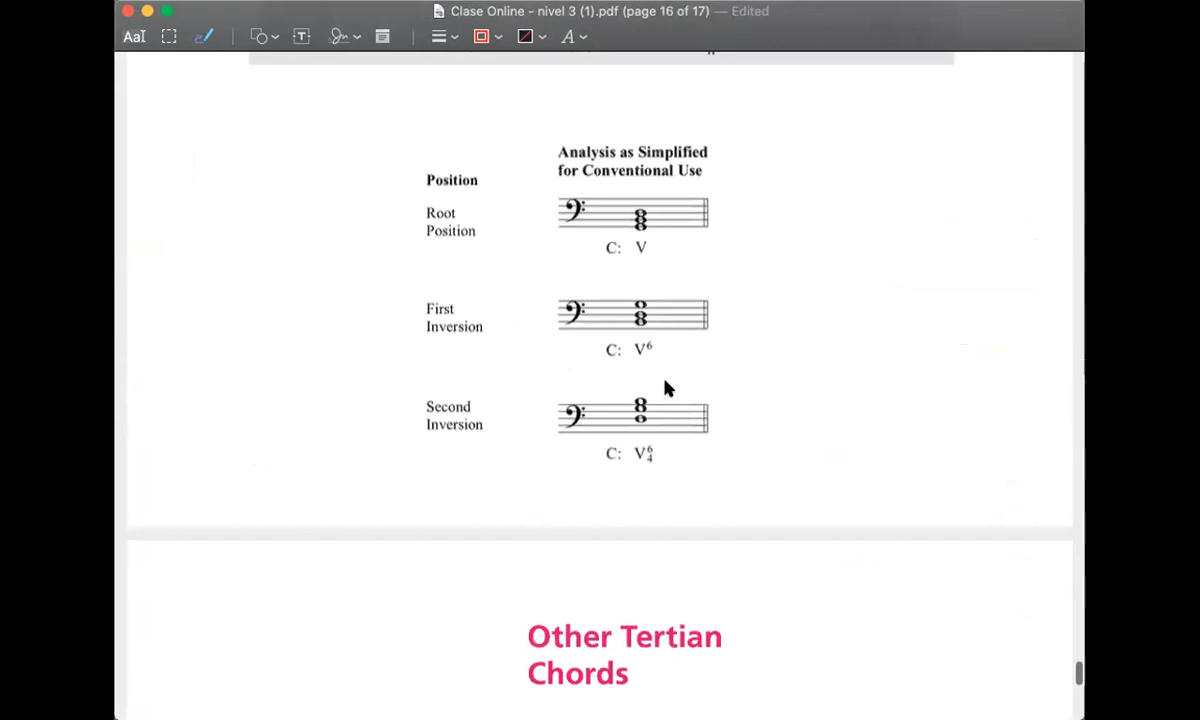 Clase Online - nivel 3 (1).pdf (page 16 of 17) — Edited
AaI
T
A
Analysis as Simplified
for Conventional Use
Position
Root
Position
C: V
First
Inversion
C: V⁶
Second
Inversion
C: V⁶₄
Other Tertian
Chords